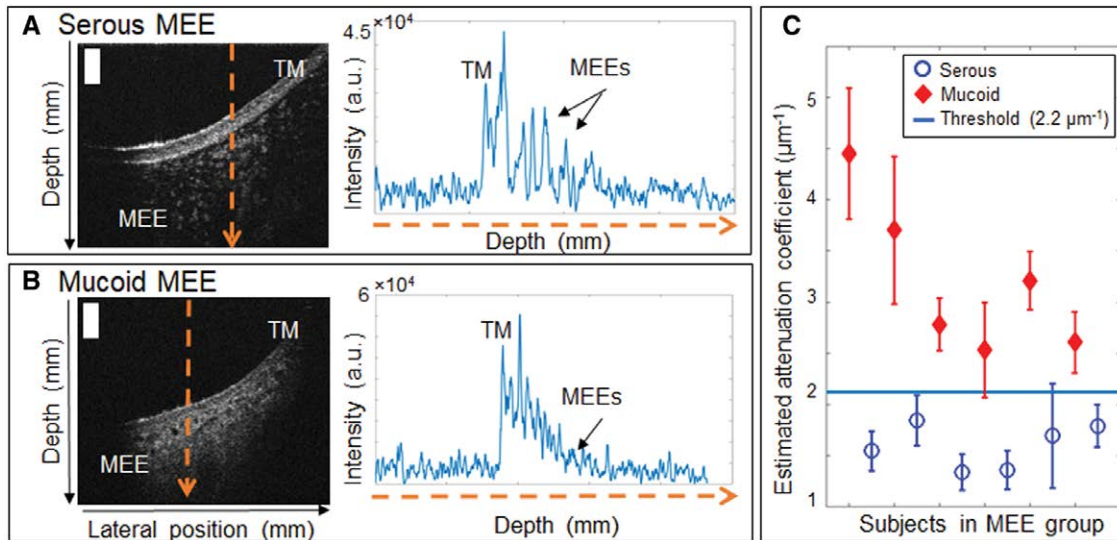 A Serous MEE
Depth (mm)
TM
MEE
×10⁴
4.5
Intensity (a.u.)
TM
MEEs
Depth (mm)
B Mucoid MEE
Depth (mm)
TM
MEE
Lateral position (mm)
×10⁴
6
Intensity (a.u.)
TM
MEEs
Depth (mm)
C
Estimated attenuation coefficient (μm⁻¹)
5
4
3
2
1
Serous
Mucoid
Threshold (2.2 μm⁻¹)
Subjects in MEE group